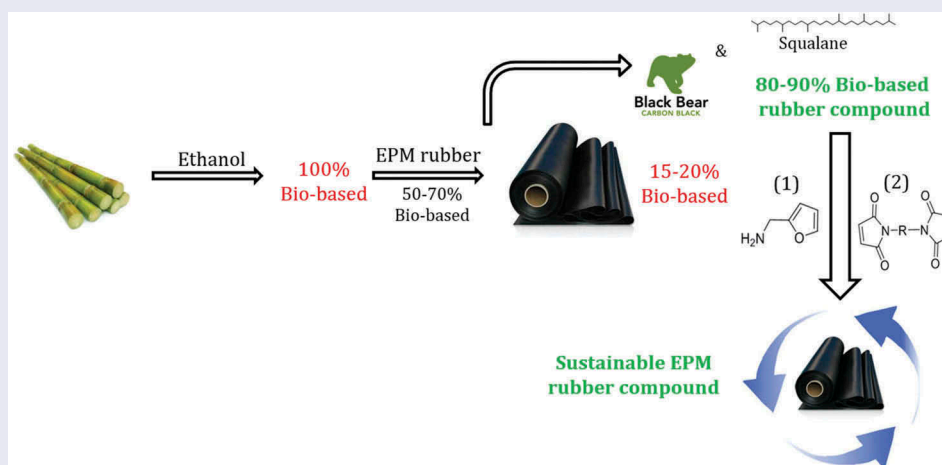 Ethanol
100%
Bio-based
EPM rubber
50-70%
Bio-based
15-20%
Bio-based
Black Bear
CARBON BLACK
&
Squalane
80-90% Bio-based
rubber compound
(1)
(2)
H₂N
O
O
O
N-R-N
O
O
Sustainable EPM
rubber compound